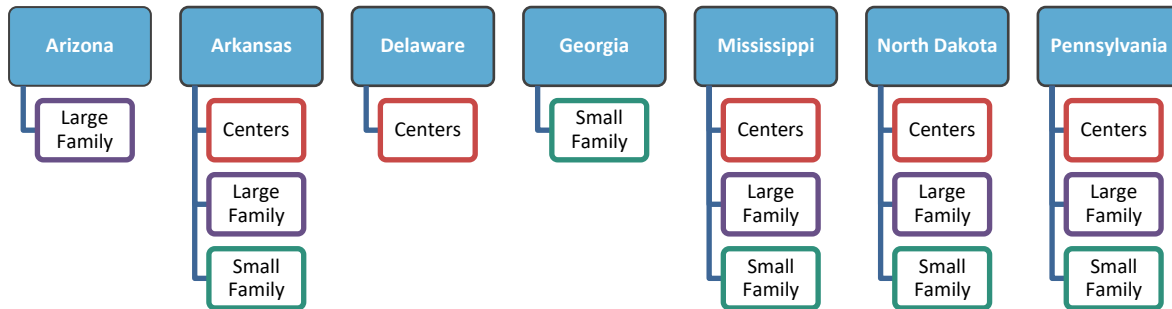 Arizona
Large
Family
Arkansas
Centers
Large
Family
Small
Family
Delaware
Centers
Georgia
Small
Family
Mississippi
Centers
Large
Family
Small
Family
North Dakota
Centers
Large
Family
Small
Family
Pennsylvania
Centers
Large
Family
Small
Family